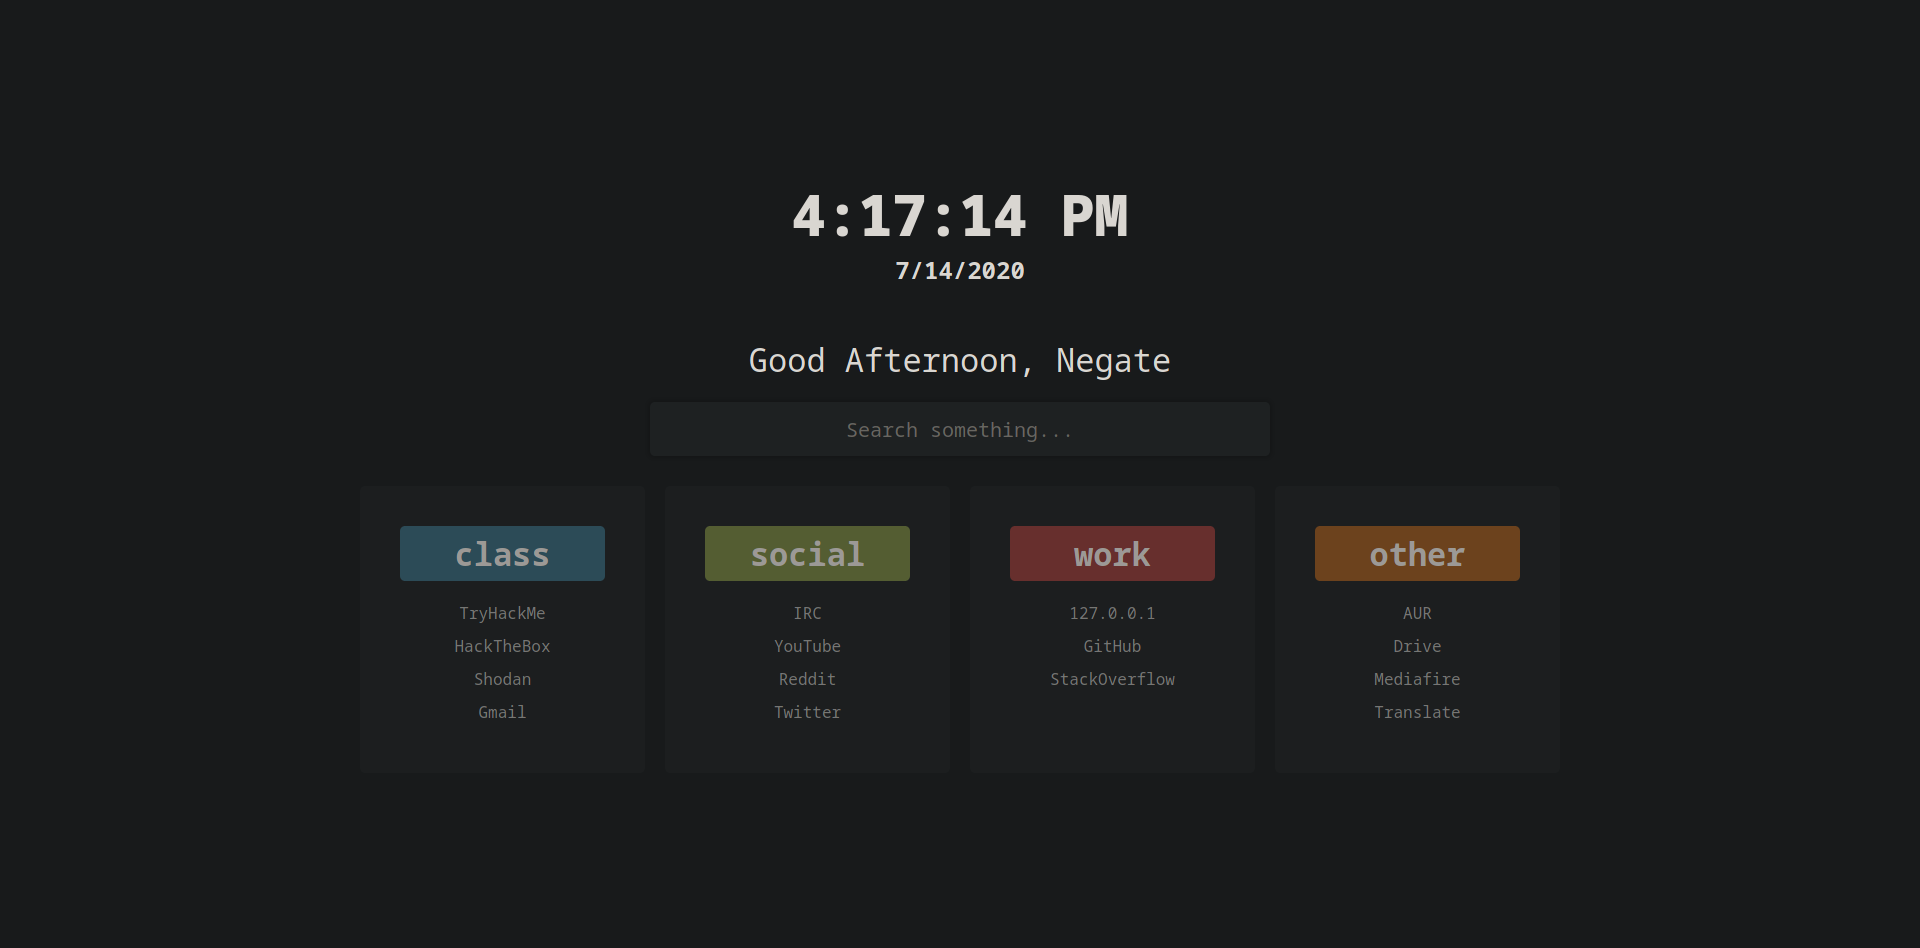 4:17:14 PM
7/14/2020
Good Afternoon, Negate
Search something...
class
TryHackMe
HackTheBox
Shodan
Gmail
social
IRC
YouTube
Reddit
Twitter
work
127.0.0.1
GitHub
StackOverflow
other
AUR
Drive
Mediafire
Translate